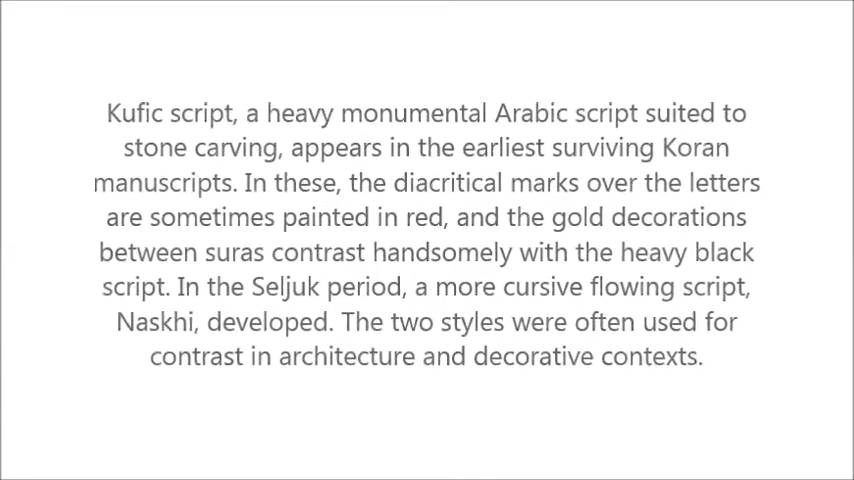 Kufic script, a heavy monumental Arabic script suited to
stone carving, appears in the earliest surviving Koran
manuscripts. In these, the diacritical marks over the letters
are sometimes painted in red, and the gold decorations
between suras contrast handsomely with the heavy black
script. In the Seljuk period, a more cursive flowing script,
Naskhi, developed. The two styles were often used for
contrast in architecture and decorative contexts.